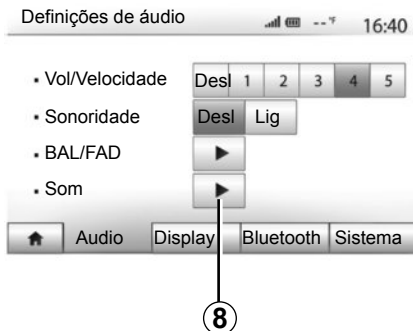 Definições de áudio -- °F 16:40
Vol/Velocidade Desl 1 2 3 4 5
Sonoridade Desl Lig
BAL/FAD
Som
Audio Display Bluetooth Sistema
8